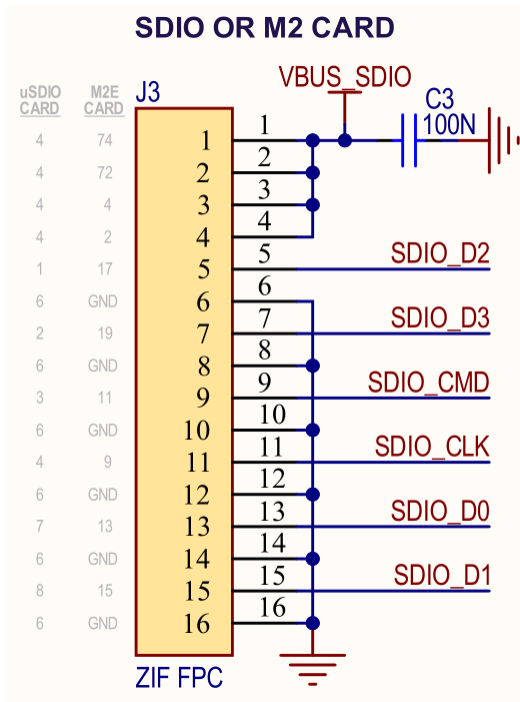 SDIO OR M2 CARD
VBUS_SDIO
uSDIO CARD M2E CARD J3 C3
100N
4 74 1 1
4 72 2 2
4 4 3 3
4 2 4 4
1 17 5 5 SDIO_D2
6 GND 6 6
2 19 7 7 SDIO_D3
6 GND 8 8
3 11 9 9 SDIO_CMD
6 GND 10 10
4 9 11 11 SDIO_CLK
6 GND 12 12
7 13 13 13 SDIO_D0
6 GND 14 14
8 15 15 15 SDIO_D1
6 GND 16 16
ZIF FPC